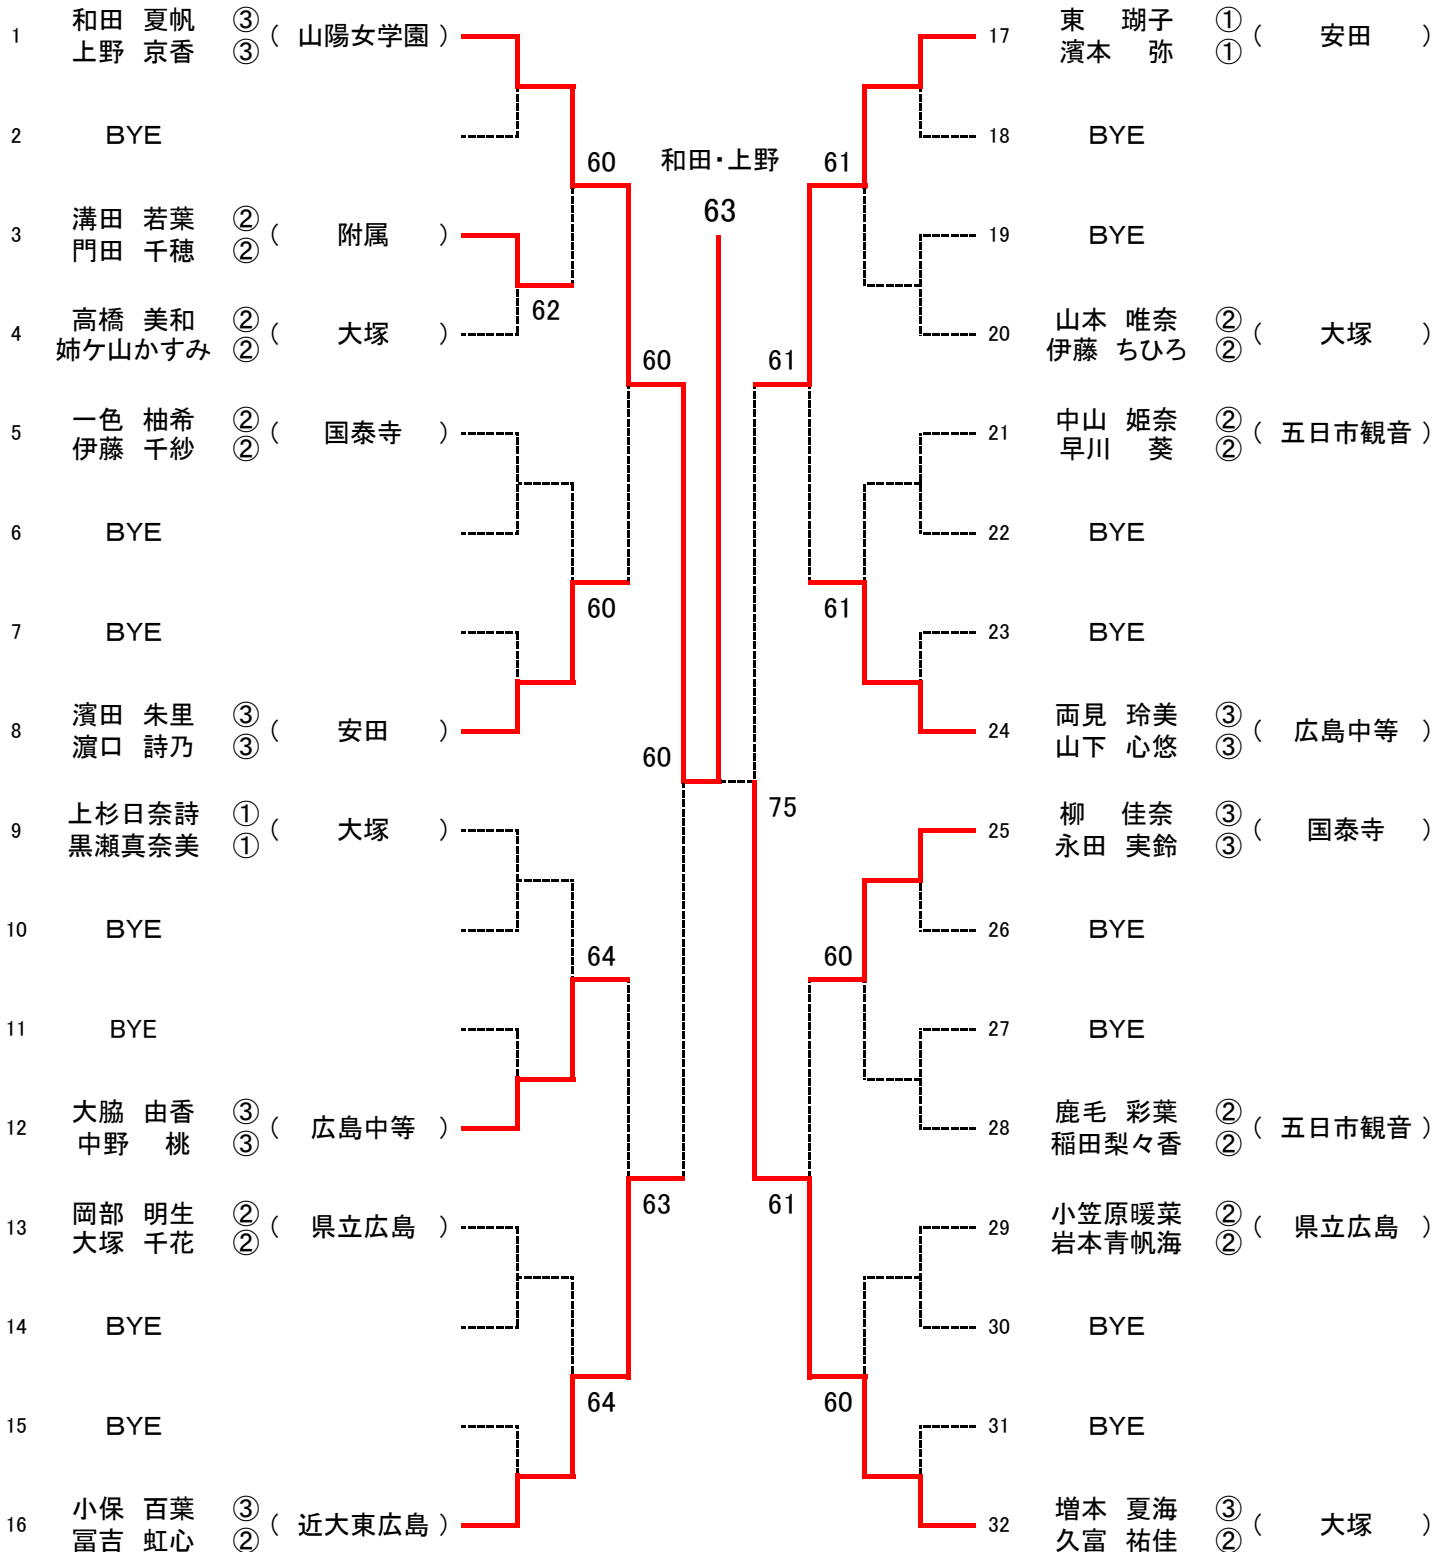 1 和田 夏帆 ③ ( 山陽女学園 )
上野 京香 ③
2 BYE
3 溝田 若葉 ② ( 附属 )
門田 千穂 ②
4 高橋 美和 ② ( 大塚 )
姉ケ山かすみ ②
5 一色 柚希 ② ( 国泰寺 )
伊藤 千紗 ②
6 BYE
7 BYE
8 濱田 朱里 ③ ( 安田 )
濵口 詩乃 ③
9 上杉日奈詩 ① ( 大塚 )
黒瀬真奈美 ①
10 BYE
11 BYE
12 大脇 由香 ③ ( 広島中等 )
中野 桃 ③
13 岡部 明生 ② ( 県立広島 )
大塚 千花 ②
14 BYE
15 BYE
16 小保 百葉 ③ ( 近大東広島 )
冨吉 虹心 ②
60
62
60
60
60
64
63
64
和田・上野
63
61
61
61
75
60
61
60
17 東 瑚子 ① ( 安田 )
濱本 弥 ①
18 BYE
19 BYE
20 山本 唯奈 ② ( 大塚 )
伊藤 ちひろ ②
21 中山 姫奈 ② ( 五日市観音 )
早川 葵 ②
22 BYE
23 BYE
24 両見 玲美 ③ ( 広島中等 )
山下 心悠 ③
25 柳 佳奈 ③ ( 国泰寺 )
永田 実鈴 ③
26 BYE
27 BYE
28 鹿毛 彩葉 ② ( 五日市観音 )
稲田梨々香 ②
29 小笠原暖菜 ② ( 県立広島 )
岩本青帆海 ②
30 BYE
31 BYE
32 増本 夏海 ③ ( 大塚 )
久富 祐佳 ②